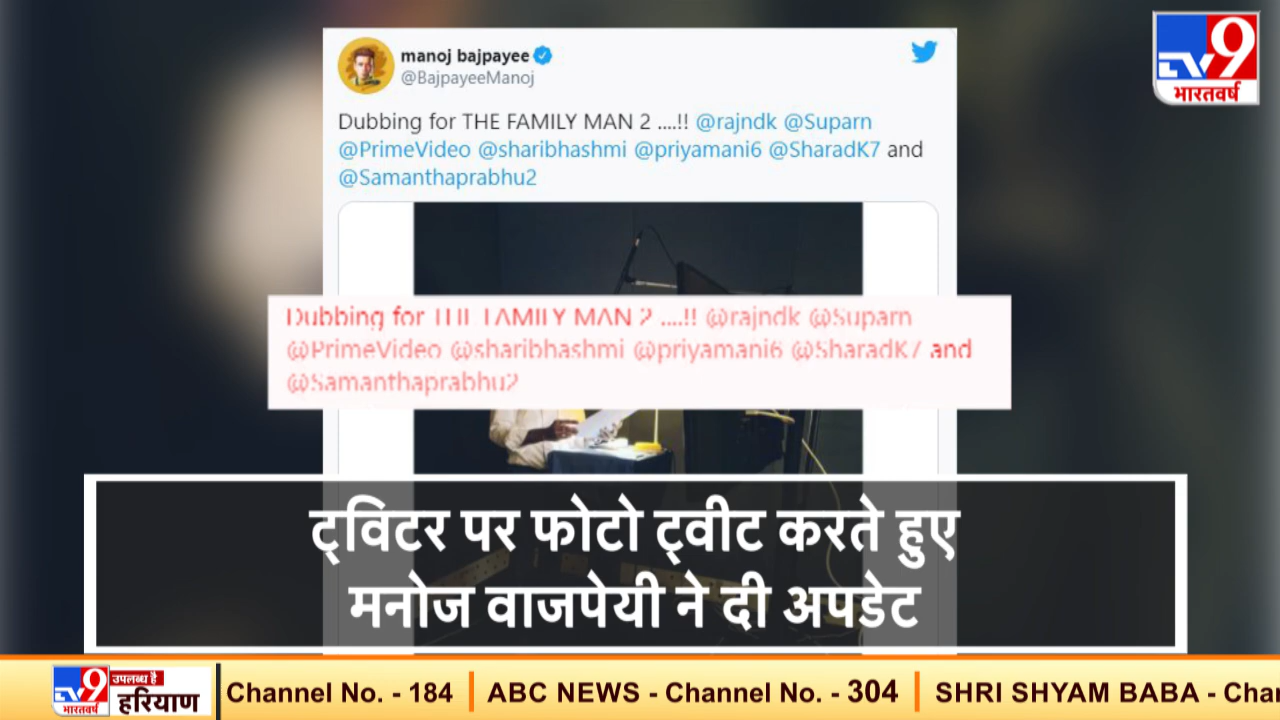 manoj bajpayee
@BajpayeeManoj
Dubbing for THE FAMILY MAN 2 ....!! @rajndk @Suparn
@PrimeVideo @sharibhashmi @priyamani6 @SharadK7 and
@Samanthaprabhu2
TV9
भारतवर्ष
Dubbing for THE FAMILY MAN 2 ....!! @rajndk @Suparn
@PrimeVideo @sharibhashmi @priyamani6 @SharadK7 and
@Samanthaprabhu2
ट्विटर पर फोटो ट्वीट करते हुए
मनोज वाजपेयी ने दी अपडेट
TV9
भारतवर्ष
उपलब्ध है
हरियाणा
Channel No. - 184 | ABC NEWS - Channel No. - 304 | SHRI SHYAM BABA - Cha